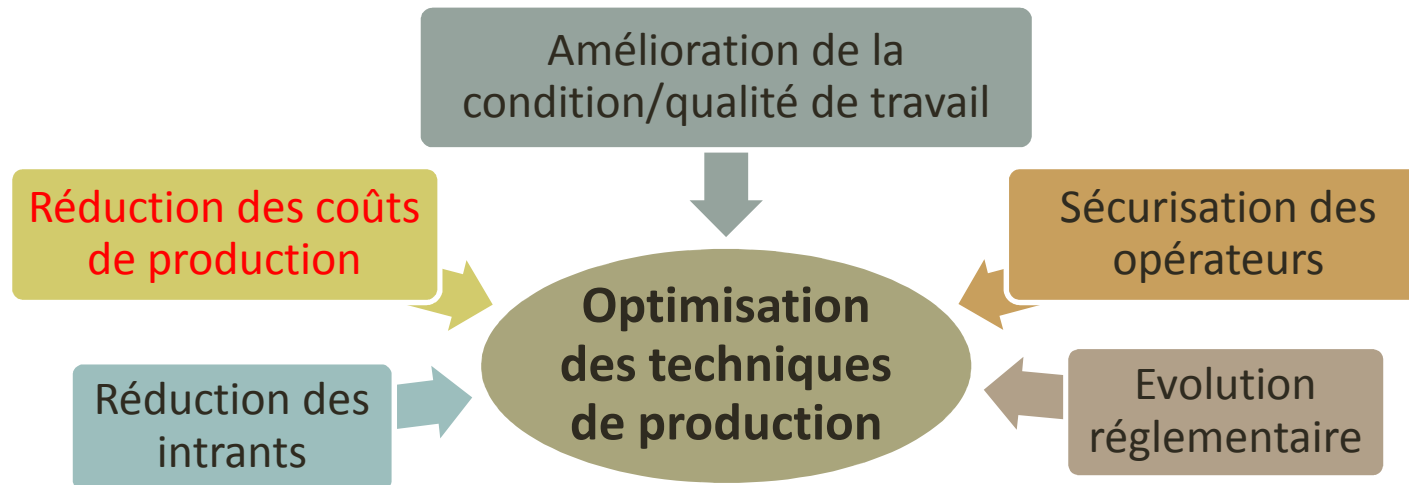 Amélioration de la
condition/qualité de travail
Réduction des coûts
de production
Sécurisation des
opérateurs
Optimisation
des techniques
de production
Réduction des
intrants
Evolution
réglementaire